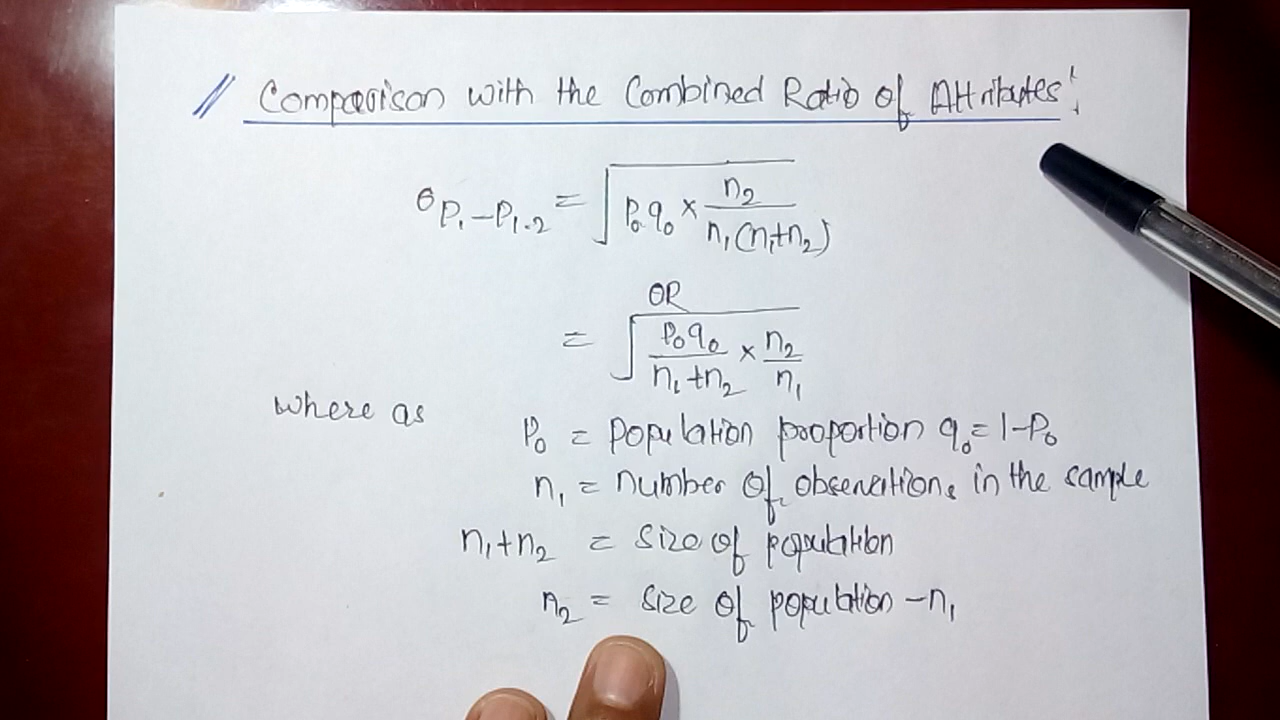 // Comparison with the Combined Ratio of Attributes:
σ P₁-P₁.₂ = √(p₀q₀ × n₂/(n₁(n₁+n₂)))
OR
= √(p₀q₀/(n₁+n₂) × n₂/n₁)
where as
P₀ = population proportion q₀=1-P₀
n₁ = number of observations in the sample
n₁+n₂ = size of population
n₂ = size of population -n₁